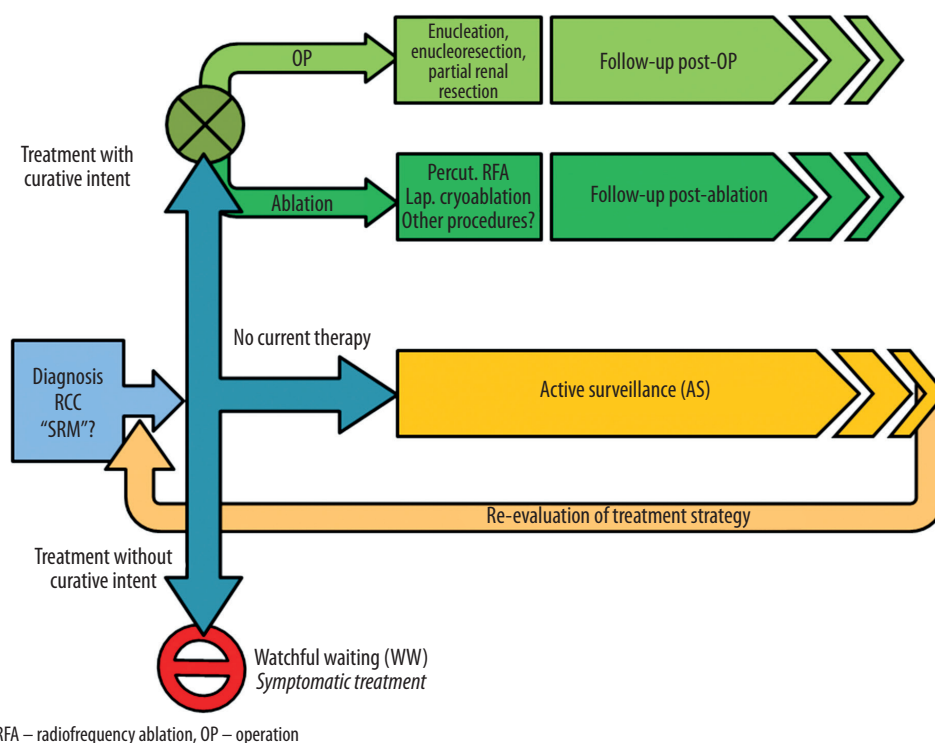 OP
Enucleation,
enucleoresection,
partial renal
resection
Follow-up post-OP
Treatment with
curative intent
Ablation
Percut. RFA
Lap. cryoablation
Other procedures?
Follow-up post-ablation
No current therapy
Diagnosis
RCC
“SRM”?
Active surveillance (AS)
Re-evaluation of treatment strategy
Treatment without
curative intent
Watchful waiting (WW)
Symptomatic treatment
RFA – radiofrequency ablation, OP – operation